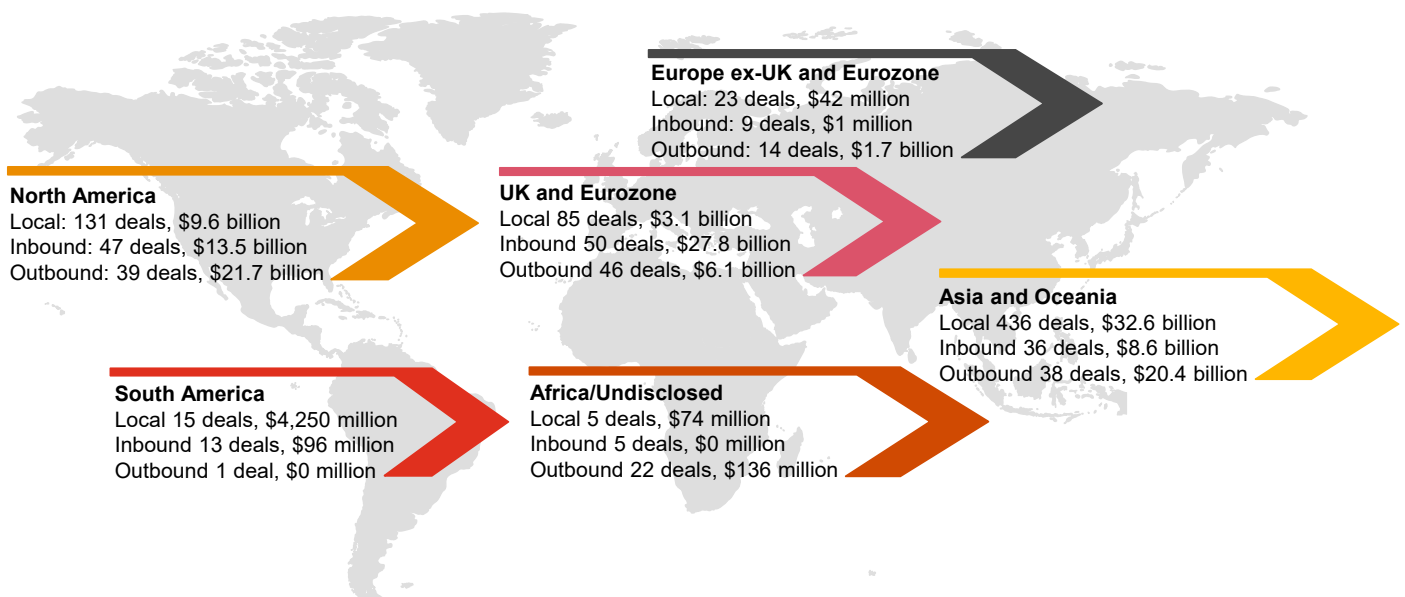 Europe ex-UK and Eurozone
Local: 23 deals, $42 million
Inbound: 9 deals, $1 million
Outbound: 14 deals, $1.7 billion
North America
Local: 131 deals, $9.6 billion
Inbound: 47 deals, $13.5 billion
Outbound: 39 deals, $21.7 billion
UK and Eurozone
Local 85 deals, $3.1 billion
Inbound 50 deals, $27.8 billion
Outbound 46 deals, $6.1 billion
Asia and Oceania
Local 436 deals, $32.6 billion
Inbound 36 deals, $8.6 billion
Outbound 38 deals, $20.4 billion
South America
Local 15 deals, $4,250 million
Inbound 13 deals, $96 million
Outbound 1 deal, $0 million
Africa/Undisclosed
Local 5 deals, $74 million
Inbound 5 deals, $0 million
Outbound 22 deals, $136 million